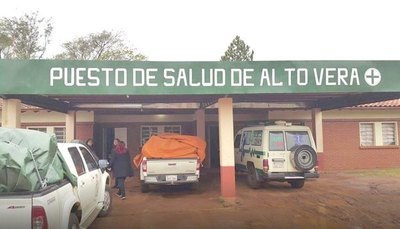 PUESTO DE SALUD DE ALTO VERA